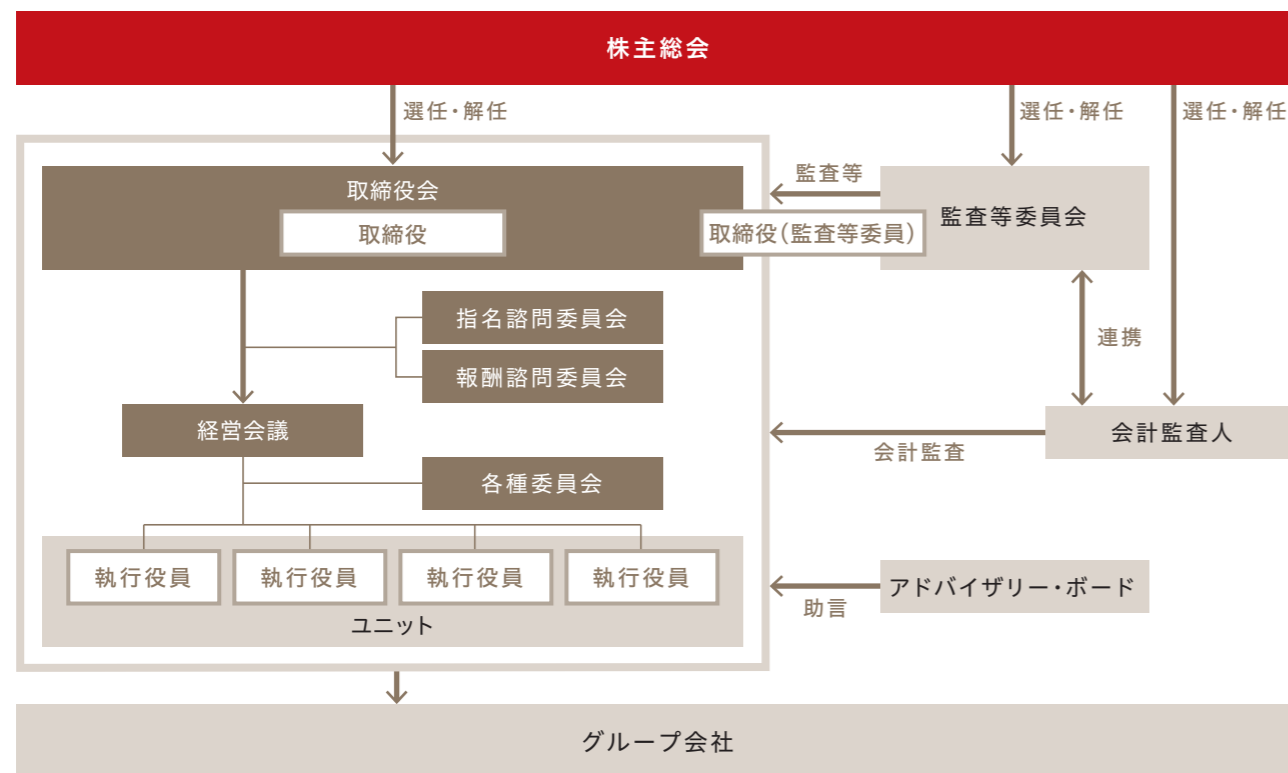 株主総会
選任・解任
選任・解任
選任・解任
取締役会
取締役
取締役(監査等委員)
監査等
監査等委員会
指名諮問委員会
報酬諮問委員会
連携
経営会議
会計監査
会計監査人
各種委員会
執行役員
執行役員
執行役員
執行役員
ユニット
助言
アドバイザリー・ボード
グループ会社